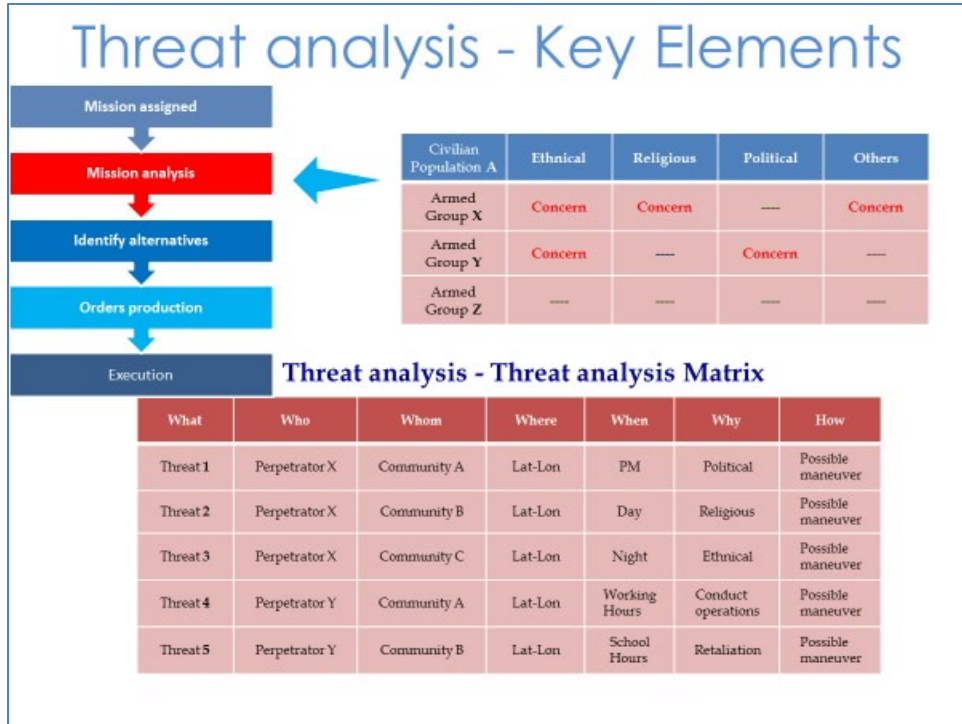 Threat analysis - Key Elements
Mission assigned
Mission analysis
Identify alternatives
Orders production
Execution
Civilian
Population A
Ethnical
Religious
Political
Others
Armed
Group X
Concern
Concern
----
Concern
Armed
Group Y
Concern
----
Concern
----
Armed
Group Z
----
----
----
----
Threat analysis - Threat analysis Matrix
What
Who
Whom
Where
When
Why
How
Threat 1
Perpetrator X
Community A
Lat-Lon
PM
Political
Possible
maneuver
Threat 2
Perpetrator X
Community B
Lat-Lon
Day
Religious
Possible
maneuver
Threat 3
Perpetrator X
Community C
Lat-Lon
Night
Ethnical
Possible
maneuver
Threat 4
Perpetrator Y
Community A
Lat-Lon
Working
Hours
Conduct
operations
Possible
maneuver
Threat 5
Perpetrator Y
Community B
Lat-Lon
School
Hours
Retaliation
Possible
maneuver